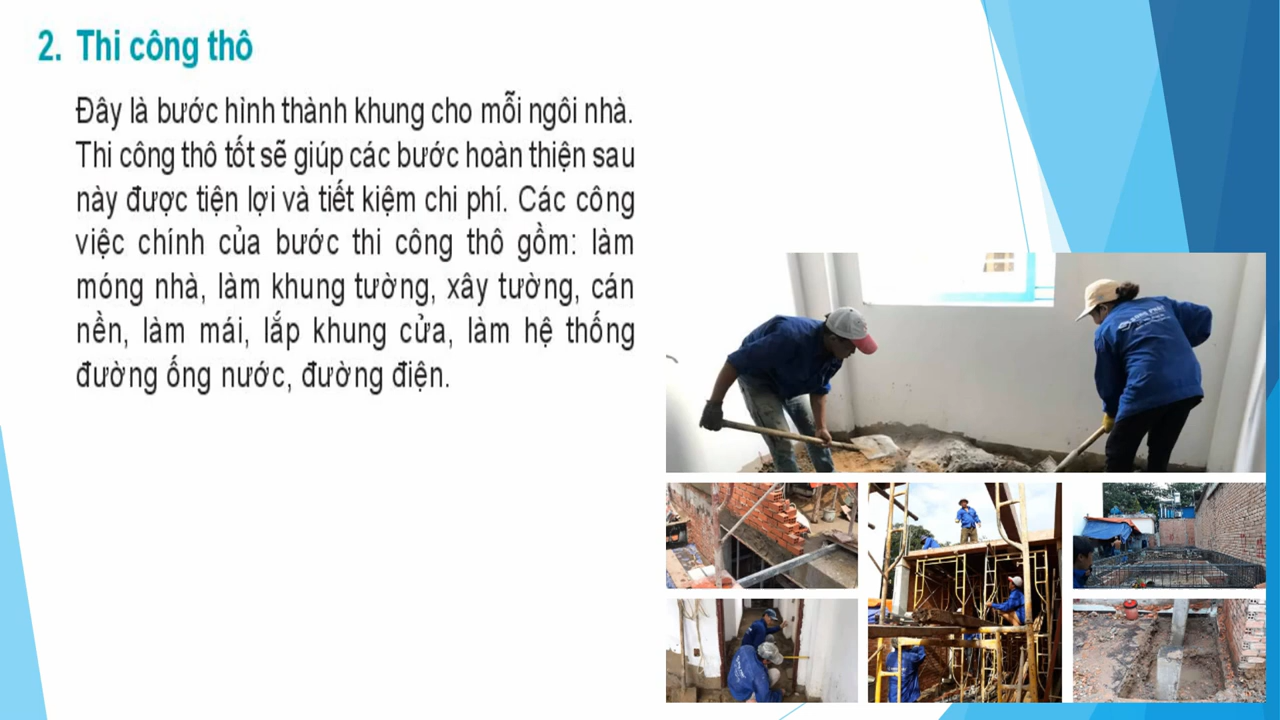 2. Thi công thô
Đây là bước hình thành khung cho mỗi ngôi nhà.
Thi công thô tốt sẽ giúp các bước hoàn thiện sau
này được tiện lợi và tiết kiệm chi phí. Các công
việc chính của bước thi công thô gồm: làm
móng nhà, làm khung tường, xây tường, cán
nền, làm mái, lắp khung cửa, làm hệ thống
đường ống nước, đường điện.